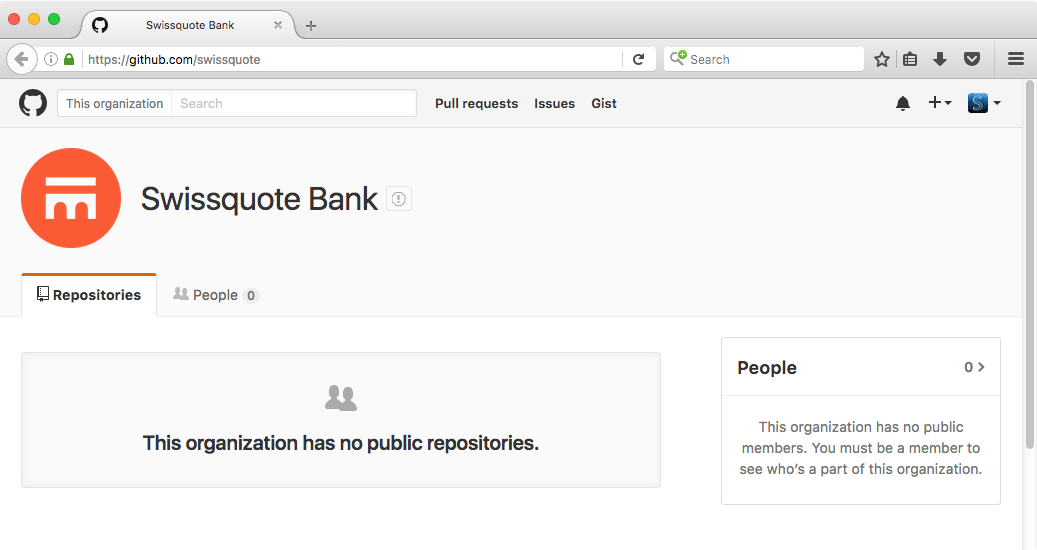 Swissquote Bank
https://github.com/swissquote
Search
This organization
Search
Pull requests
Issues
Gist
Swissquote Bank
Repositories
People 0
People
0
This organization has no public repositories.
This organization has no public
members. You must be a member to
see who's a part of this organization.